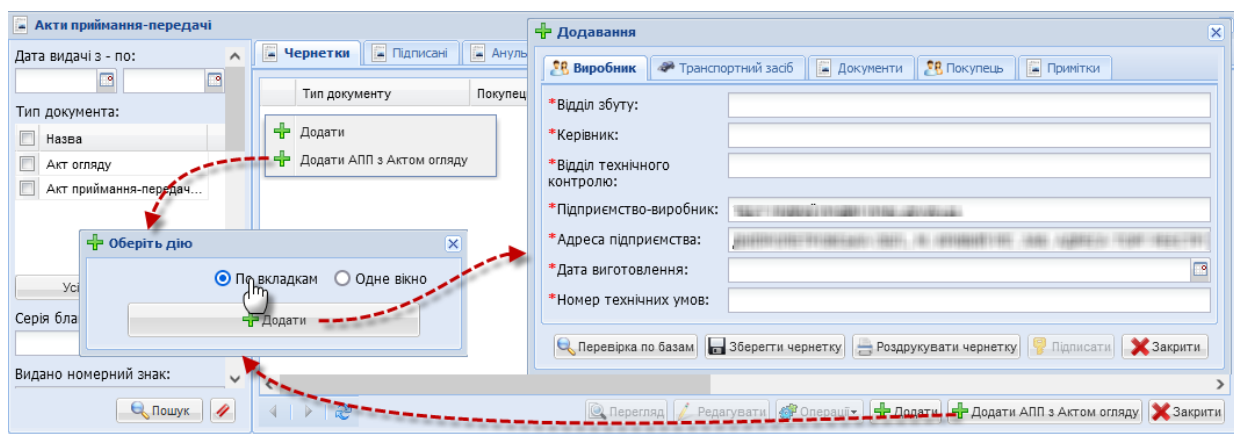 Акти приймання-передачі
Дата видачі з - по:
Тип документа:
Назва
Акт огляду
Акт приймання-передач...
Усі
Серія бла
Видано номерний знак:
Пошук
Чернетки
Підписані
Анулю
Тип документу
Покупец
Додати
Додати АПП з Актом огляду
Оберіть дію
По вкладкам
Одне вікно
Додати
Додавання
Виробник
Транспортний засіб
Документи
Покупець
Примітки
*Відділ збуту:
*Керівник:
*Відділ технічного
контролю:
*Підприємство-виробник:
*Адреса підприємства:
*Дата виготовлення:
*Номер технічних умов:
Перевірка по базам
Зберегти чернетку
Роздрукувати чернетку
Підписати
Закрити
Перегляд
Редагувати
Операції
Додати
Додати АПП з Актом огляду
Закрити